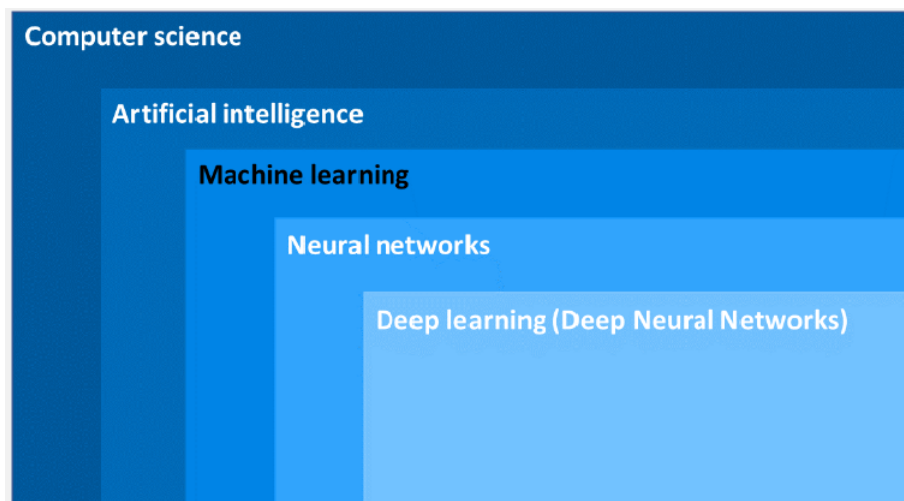 Computer science
Artificial intelligence
Machine learning
Neural networks
Deep learning (Deep Neural Networks)